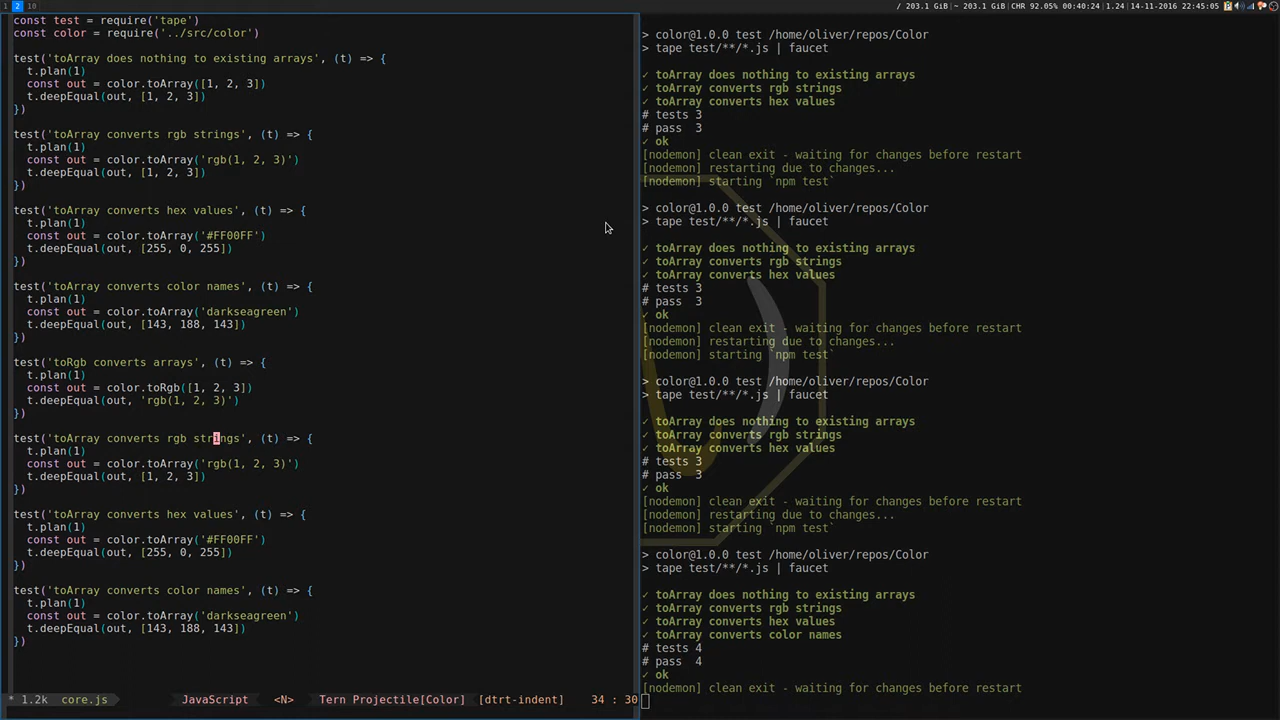 1 2 10
/ 203.1 GiB|~ 203.1 GiB|CHR 92.05% 00:40:24|1.24|14-11-2016 22:45:05
const test = require('tape')
const color = require('../src/color')
test('toArray does nothing to existing arrays', (t) => {
t.plan(1)
const out = color.toArray([1, 2, 3])
t.deepEqual(out, [1, 2, 3])
})
test('toArray converts rgb strings', (t) => {
t.plan(1)
const out = color.toArray('rgb(1, 2, 3)')
t.deepEqual(out, [1, 2, 3])
})
test('toArray converts hex values', (t) => {
t.plan(1)
const out = color.toArray('#FF00FF')
t.deepEqual(out, [255, 0, 255])
})
test('toArray converts color names', (t) => {
t.plan(1)
const out = color.toArray('darkseagreen')
t.deepEqual(out, [143, 188, 143])
})
test('toRgb converts arrays', (t) => {
t.plan(1)
const out = color.toRgb([1, 2, 3])
t.deepEqual(out, 'rgb(1, 2, 3)')
})
test('toArray converts rgb strings', (t) => {
t.plan(1)
const out = color.toArray('rgb(1, 2, 3)')
t.deepEqual(out, [1, 2, 3])
})
test('toArray converts hex values', (t) => {
t.plan(1)
const out = color.toArray('#FF00FF')
t.deepEqual(out, [255, 0, 255])
})
test('toArray converts color names', (t) => {
t.plan(1)
const out = color.toArray('darkseagreen')
t.deepEqual(out, [143, 188, 143])
})
* 1.2k core.js JavaScript <N> Tern Projectile[Color] [dtrt-indent] 34 : 30
> color@1.0.0 test /home/oliver/repos/Color
> tape test/**/*.js | faucet
✓ toArray does nothing to existing arrays
✓ toArray converts rgb strings
✓ toArray converts hex values
# tests 3
# pass  3
✓ ok
[nodemon] clean exit - waiting for changes before restart
[nodemon] restarting due to changes...
[nodemon] starting `npm test`
> color@1.0.0 test /home/oliver/repos/Color
> tape test/**/*.js | faucet
✓ toArray does nothing to existing arrays
✓ toArray converts rgb strings
✓ toArray converts hex values
# tests 3
# pass  3
✓ ok
[nodemon] clean exit - waiting for changes before restart
[nodemon] restarting due to changes...
[nodemon] starting `npm test`
> color@1.0.0 test /home/oliver/repos/Color
> tape test/**/*.js | faucet
✓ toArray does nothing to existing arrays
✓ toArray converts rgb strings
✓ toArray converts hex values
# tests 3
# pass  3
✓ ok
[nodemon] clean exit - waiting for changes before restart
[nodemon] restarting due to changes...
[nodemon] starting `npm test`
> color@1.0.0 test /home/oliver/repos/Color
> tape test/**/*.js | faucet
✓ toArray does nothing to existing arrays
✓ toArray converts rgb strings
✓ toArray converts hex values
✓ toArray converts color names
# tests 4
# pass  4
✓ ok
[nodemon] clean exit - waiting for changes before restart